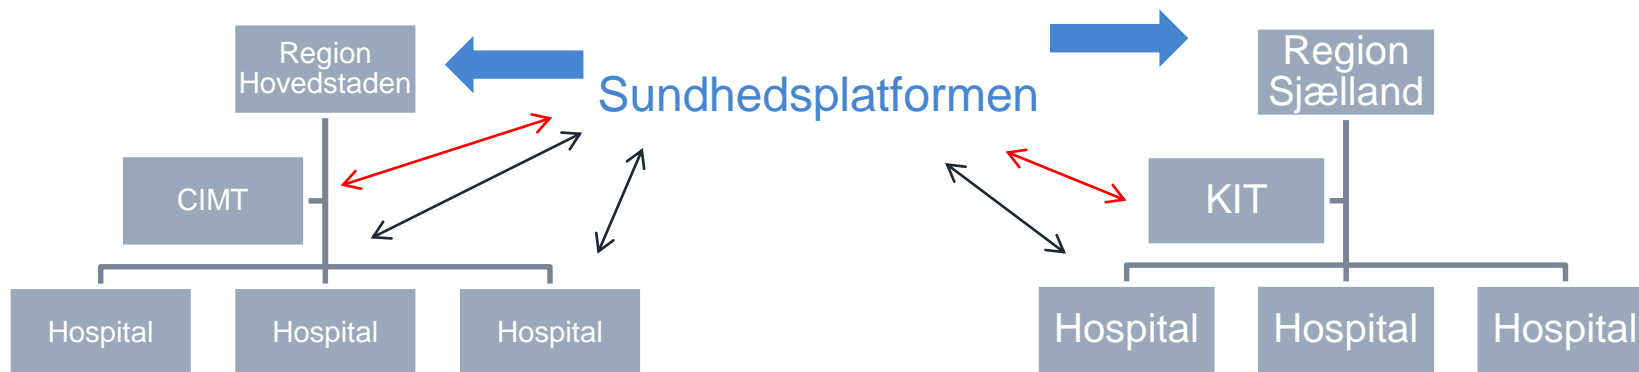 Region
Hovedstaden
Sundhedsplatformen
Region
Sjælland
CIMT
KIT
Hospital
Hospital
Hospital
Hospital
Hospital
Hospital